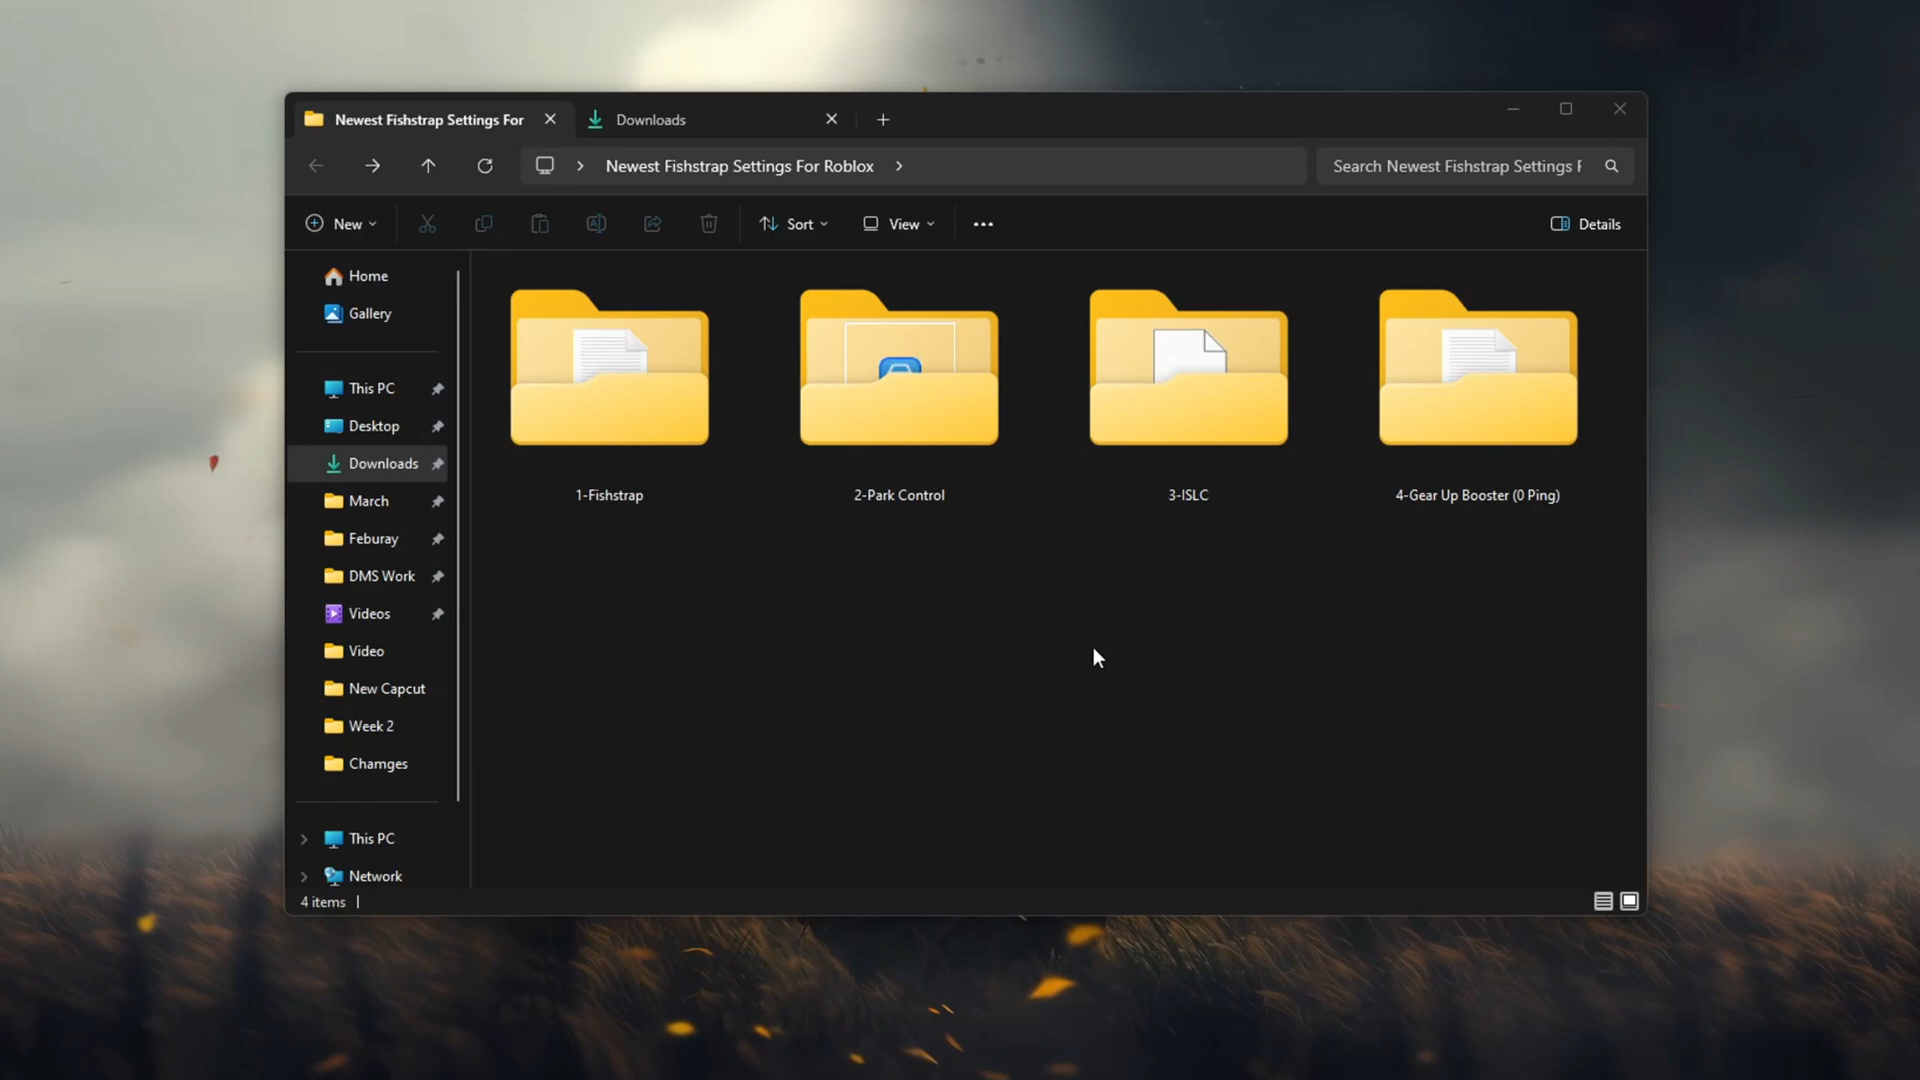 Newest Fishstrap Settings For
Downloads
Newest Fishstrap Settings For Roblox
Search Newest Fishstrap Settings F
New
Sort
View
Details
Home
Gallery
This PC
Desktop
Downloads
March
Feburay
DMS Work
Videos
Video
New Capcut
Week 2
Chamges
This PC
Network
1-Fishstrap
2-Park Control
3-ISLC
4-Gear Up Booster (0 Ping)
4 items